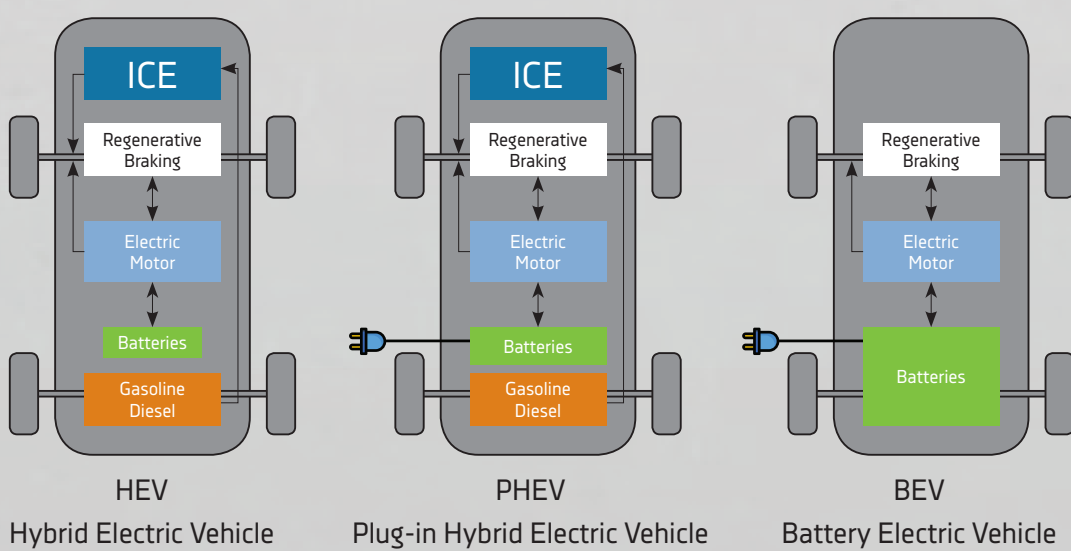 ICE
Regenerative
Braking
Electric
Motor
Batteries
Gasoline
Diesel
HEV
Hybrid Electric Vehicle
ICE
Regenerative
Braking
Electric
Motor
Batteries
Gasoline
Diesel
PHEV
Plug-in Hybrid Electric Vehicle
Regenerative
Braking
Electric
Motor
Batteries
BEV
Battery Electric Vehicle